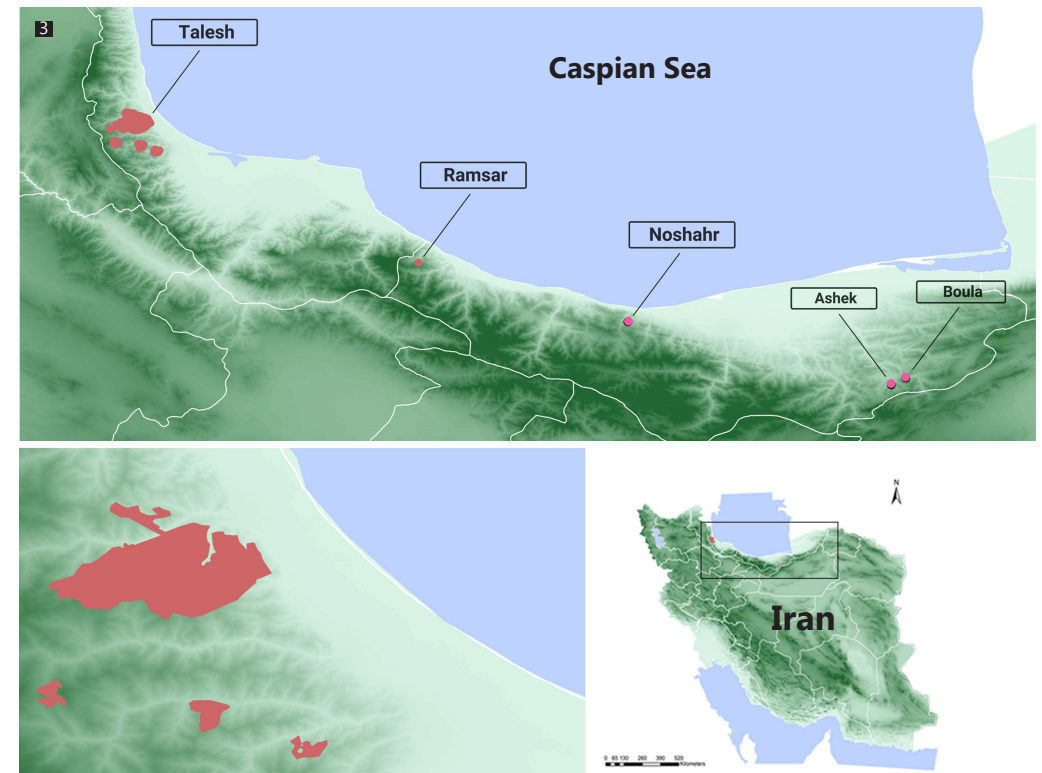 3
Talesh
Caspian Sea
Ramsar
Noshahr
Ashek
Boula
N
Iran
0 65 130 260 390 520
Kilometers